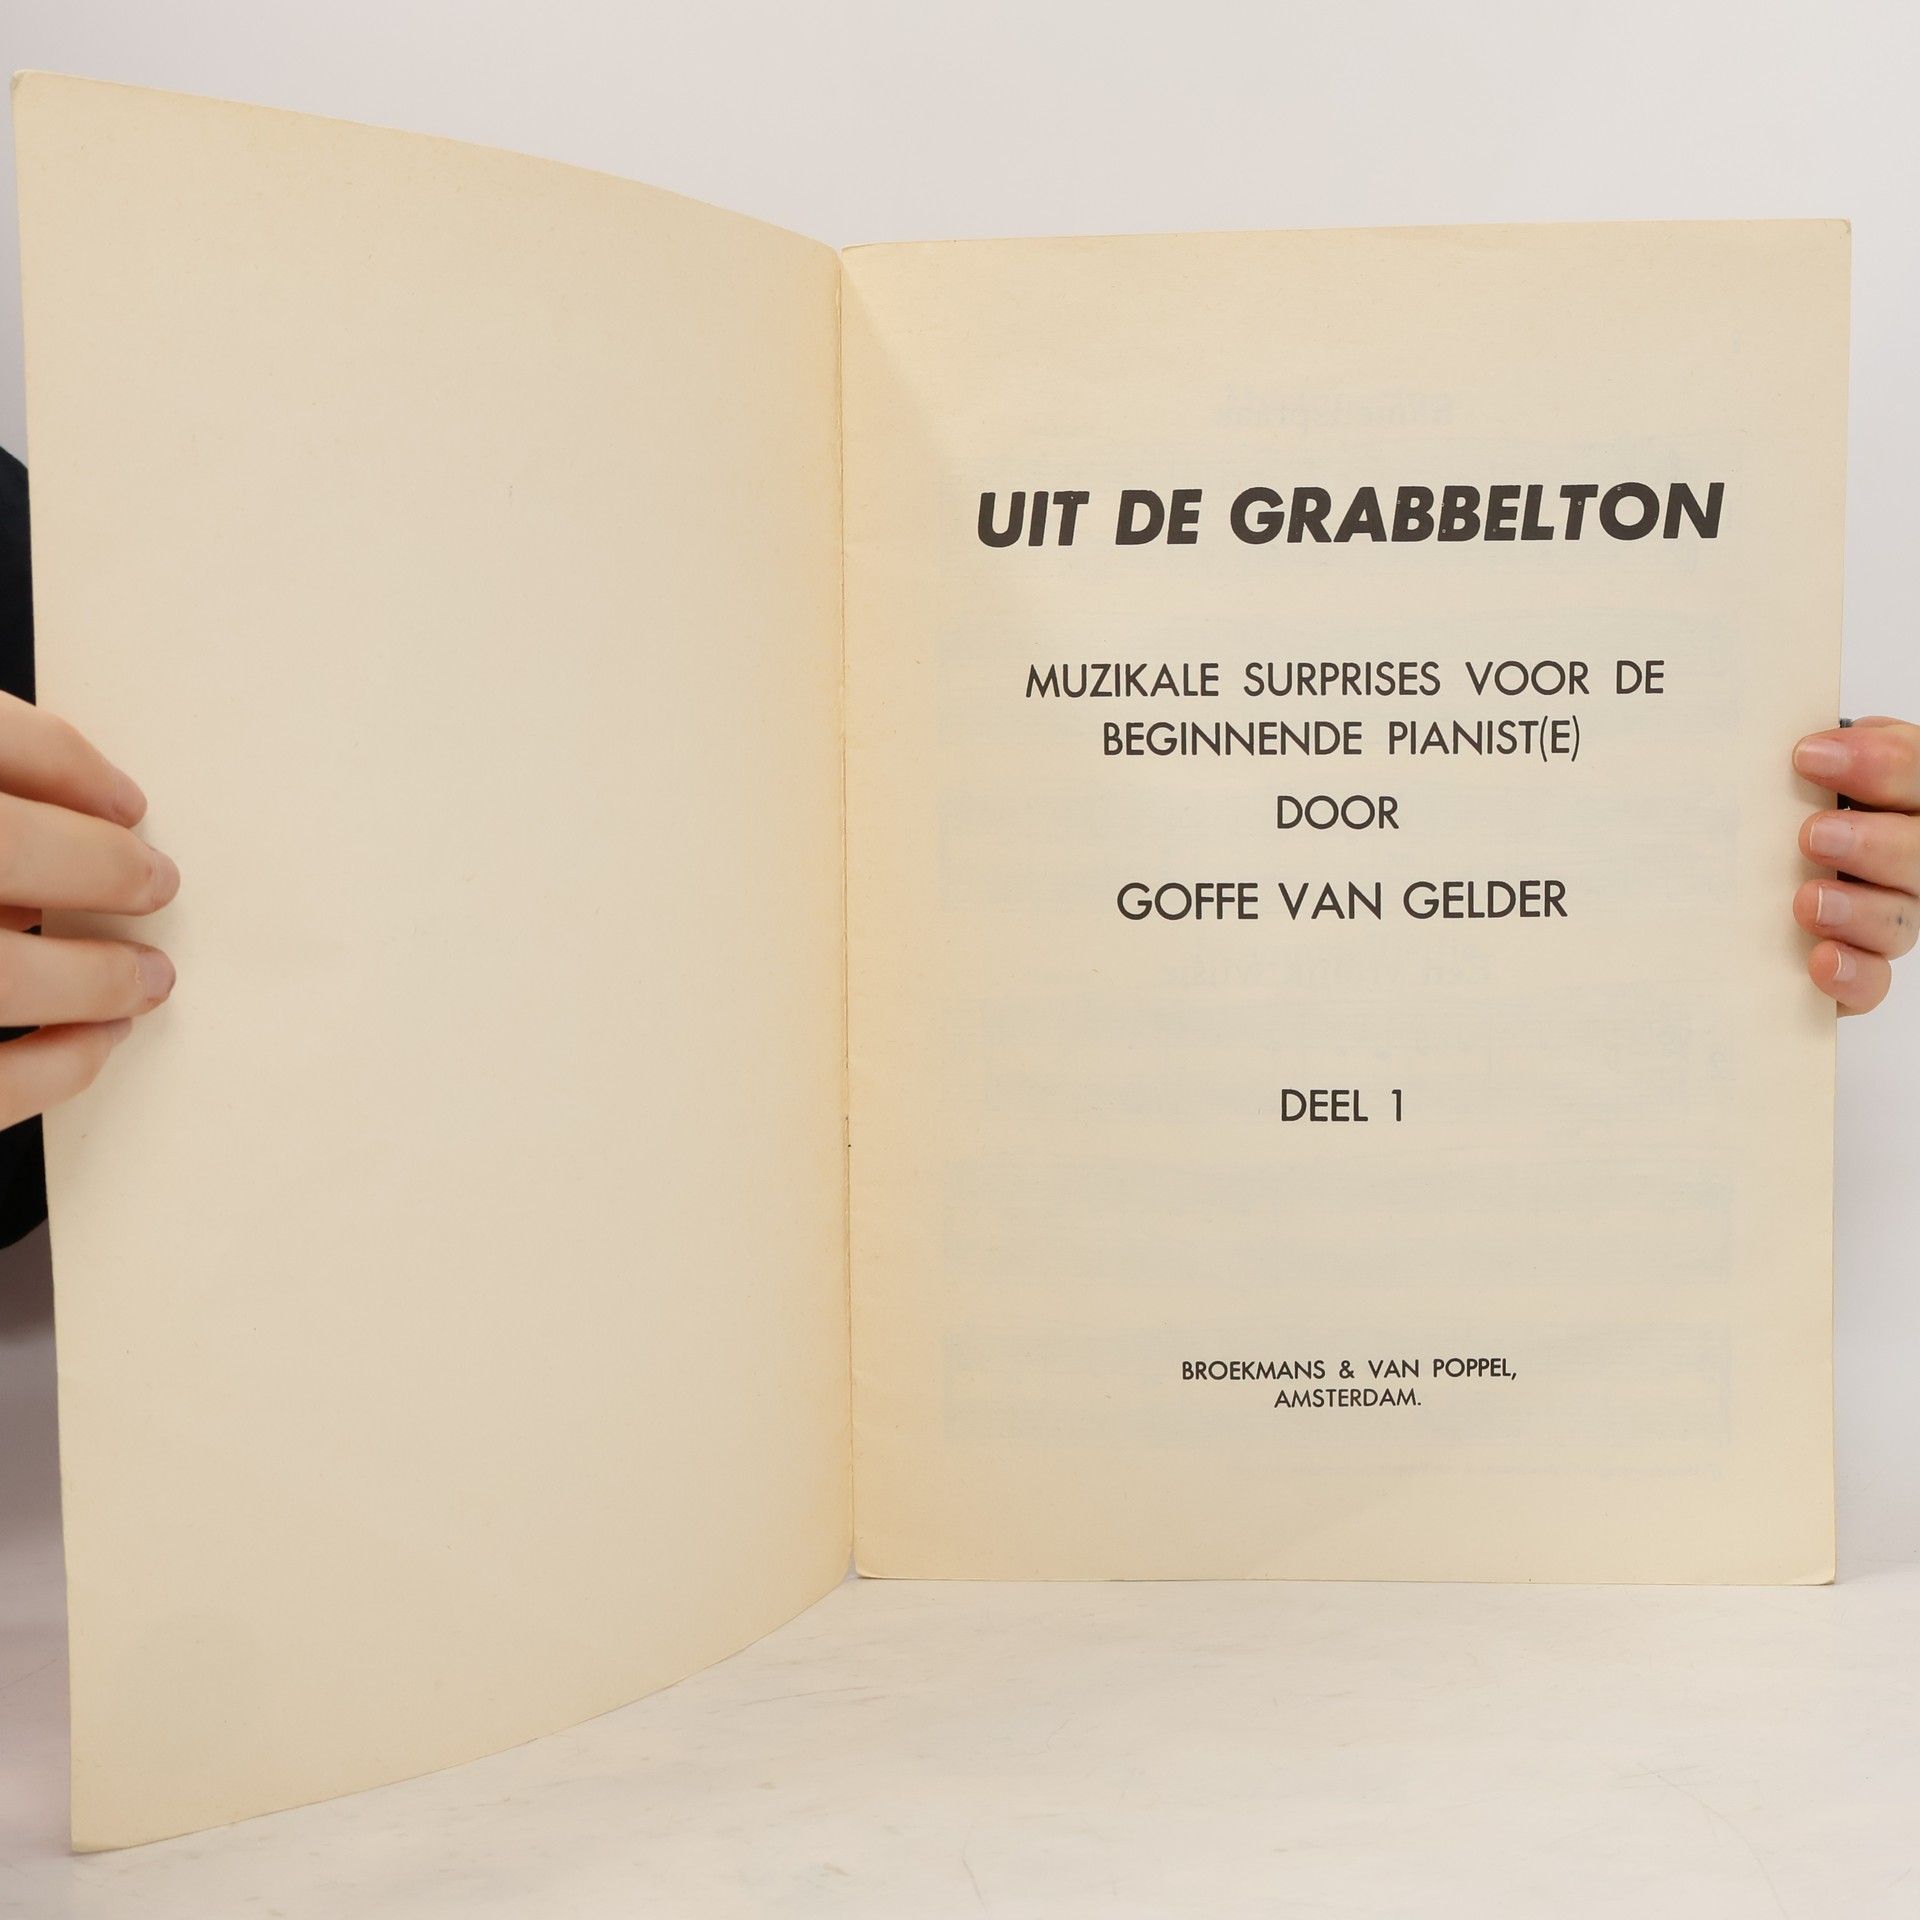 UIT DE GRABBELTON
MUZIKALE SURPRISES VOOR DE
BEGINNENDE PIANIST(E)
DOOR
GOFFE VAN GELDER
DEEL 1
BROEKMANS & VAN POPPEL,
AMSTERDAM.